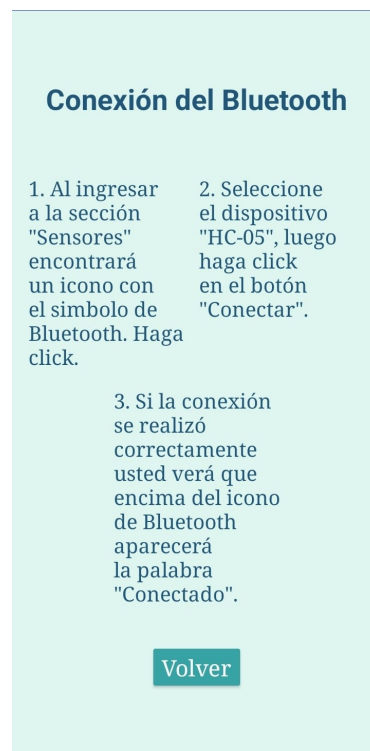 Conexión del Bluetooth
1. Al ingresar
a la sección
"Sensores"
encontrará
un icono con
el simbolo de
Bluetooth. Haga
click.
2. Seleccione
el dispositivo
"HC-05", luego
haga click
en el botón
"Conectar".
3. Si la conexión
se realizó
correctamente
usted verá que
encima del icono
de Bluetooth
aparecerá
la palabra
"Conectado".
Volver